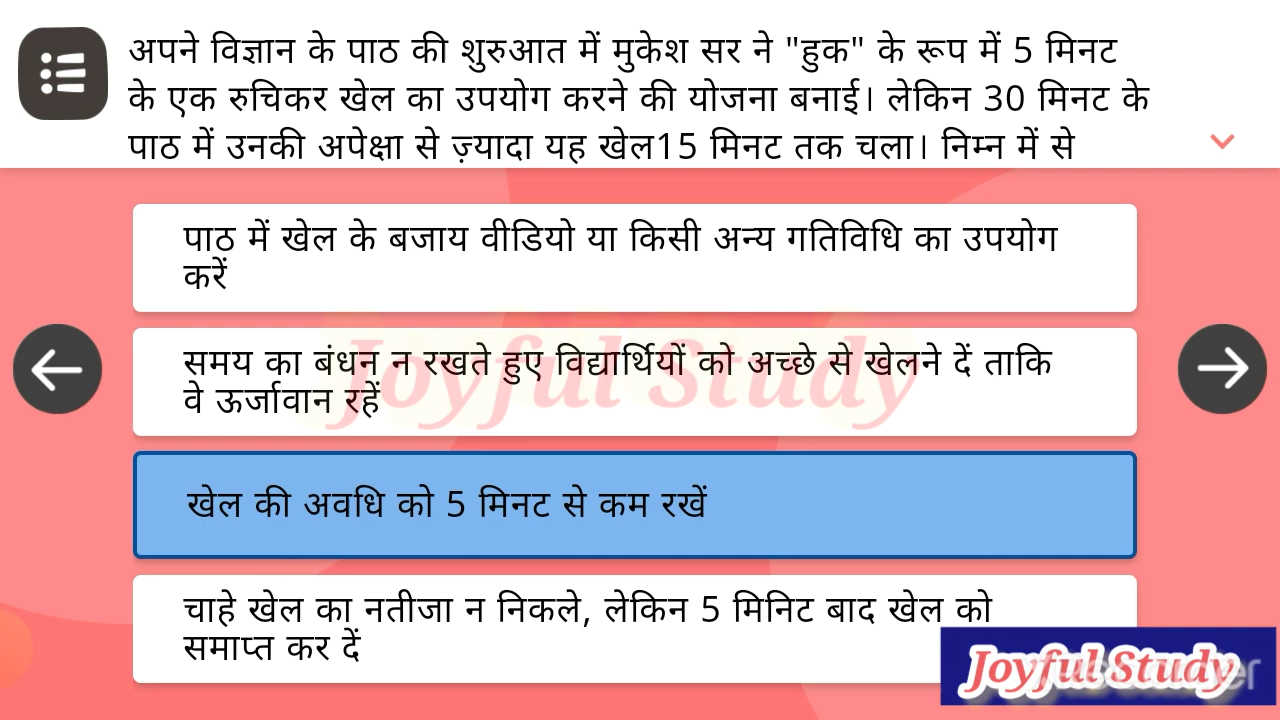 अपने विज्ञान के पाठ की शुरुआत में मुकेश सर ने "हुक" के रूप में 5 मिनट
के एक रुचिकर खेल का उपयोग करने की योजना बनाई। लेकिन 30 मिनट के
पाठ में उनकी अपेक्षा से ज़्यादा यह खेल15 मिनट तक चला। निम्न में से
पाठ में खेल के बजाय वीडियो या किसी अन्य गतिविधि का उपयोग
करें
समय का बंधन न रखते हुए विद्यार्थियों को अच्छे से खेलने दें ताकि
वे ऊर्जावान रहें
Joyful Study
खेल की अवधि को 5 मिनट से कम रखें
चाहे खेल का नतीजा न निकले, लेकिन 5 मिनिट बाद खेल को
समाप्त कर दें
Joyful Study